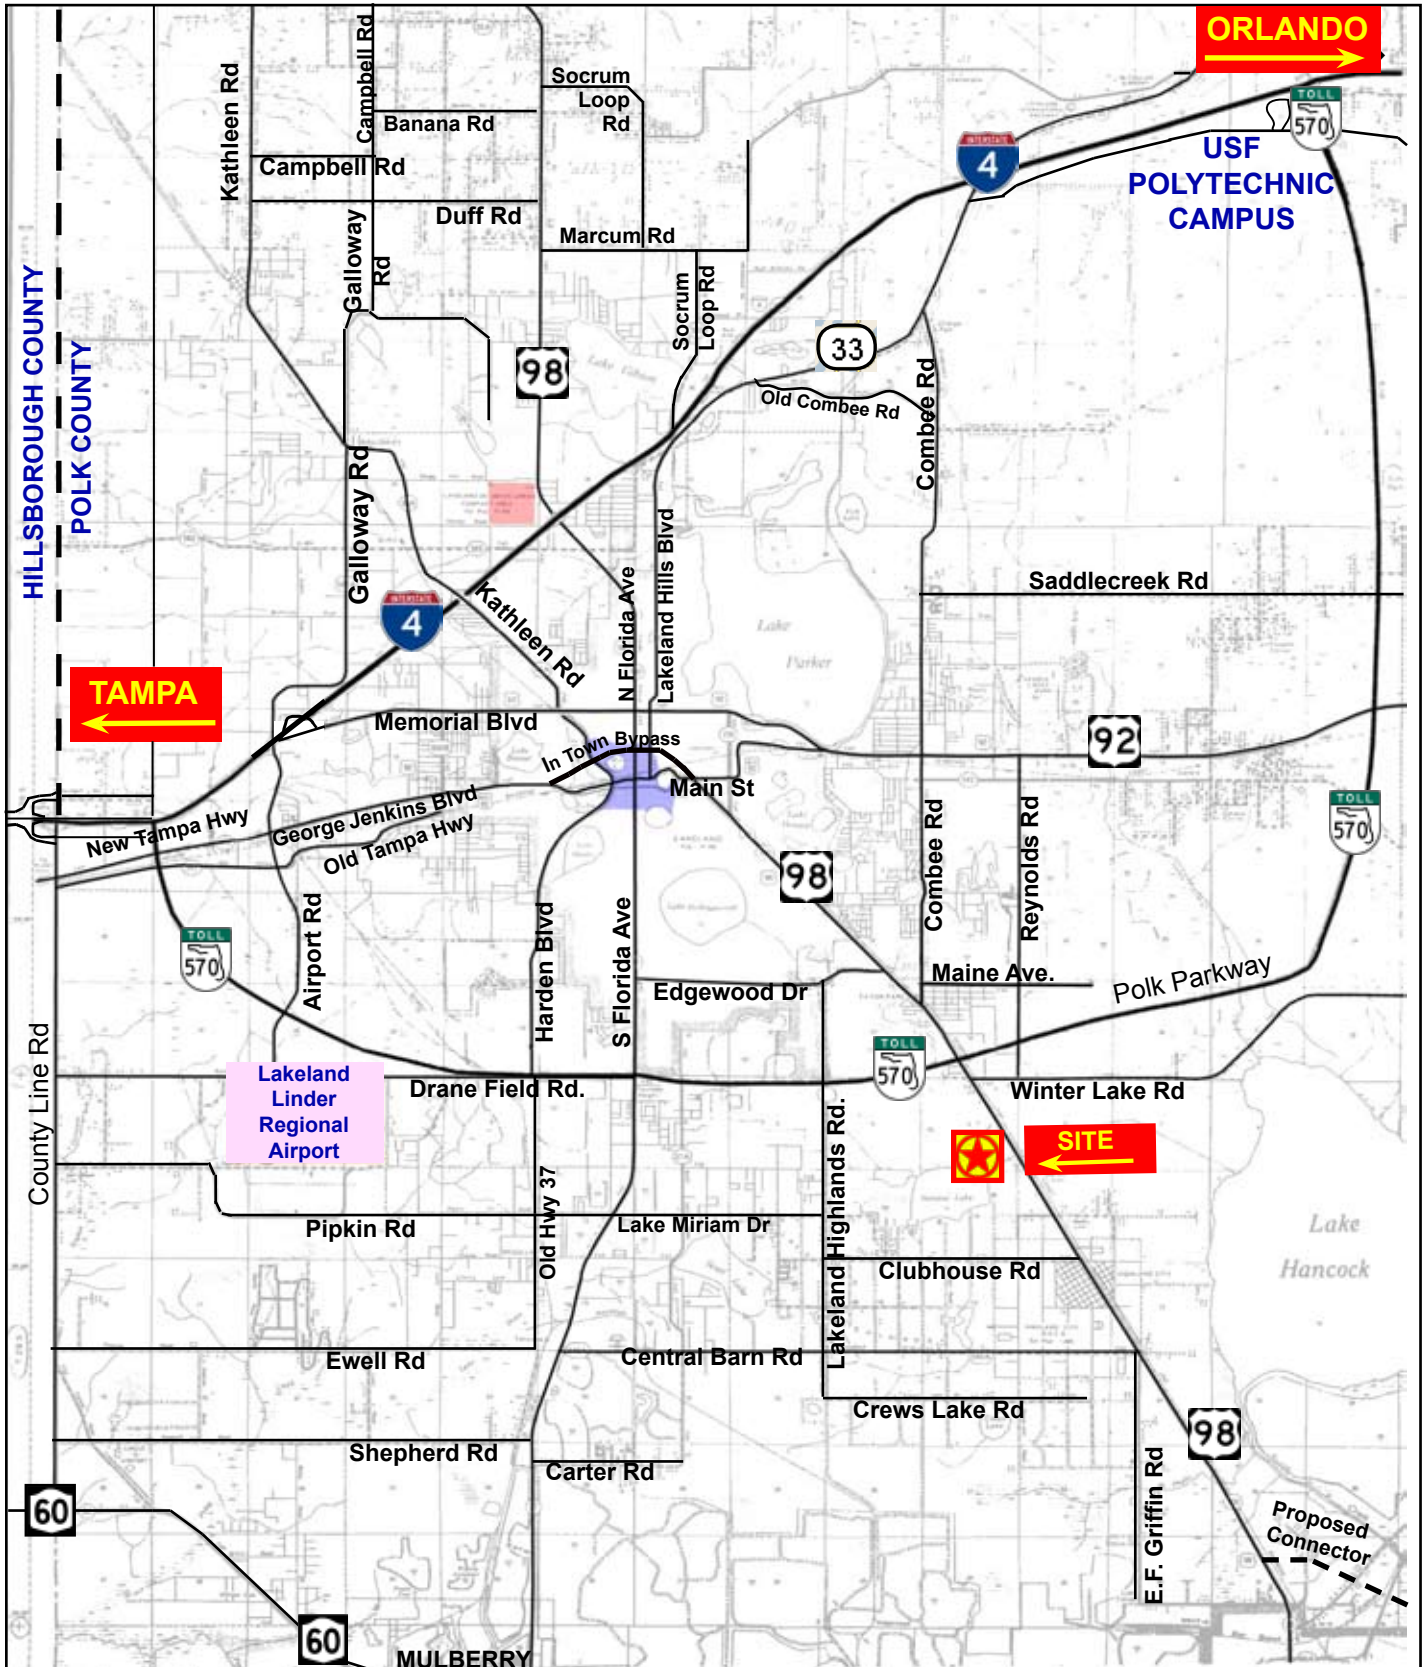 ORLANDO
TOLL
570
Kathleen Rd
Campbell Rd
Socrum
Loop
Rd
Banana Rd
INTERSTATE
4
USF
POLYTECHNIC
CAMPUS
Campbell Rd
Duff Rd
Galloway
Rd
Marcum Rd
Socrum
Loop Rd
HILLSBOROUGH COUNTY
POLK COUNTY
98
33
Lake Gibson
Old Combee Rd
Combee Rd
Galloway Rd
Lakeland Hills Blvd
N Florida Ave
Saddlecreek Rd
INTERSTATE
4
Kathleen Rd
Lake
Parker
TAMPA
Memorial Blvd
In Town Bypass
92
Main St
New Tampa Hwy
George Jenkins Blvd
Old Tampa Hwy
TOLL
570
98
Combee Rd
Reynolds Rd
Airport Rd
Harden Blvd
S Florida Ave
TOLL
570
Maine Ave.
Edgewood Dr
Polk Parkway
County Line Rd
TOLL
570
Lakeland
Linder
Regional
Airport
Drane Field Rd.
Winter Lake Rd
Lakeland Highlands Rd.
SITE
Old Hwy 37
Pipkin Rd
Lake Miriam Dr
Lake
Hancock
Clubhouse Rd
Ewell Rd
Central Barn Rd
Crews Lake Rd
98
Shepherd Rd
Carter Rd
E.F. Griffin Rd
60
Proposed
Connector
60
MULBERRY